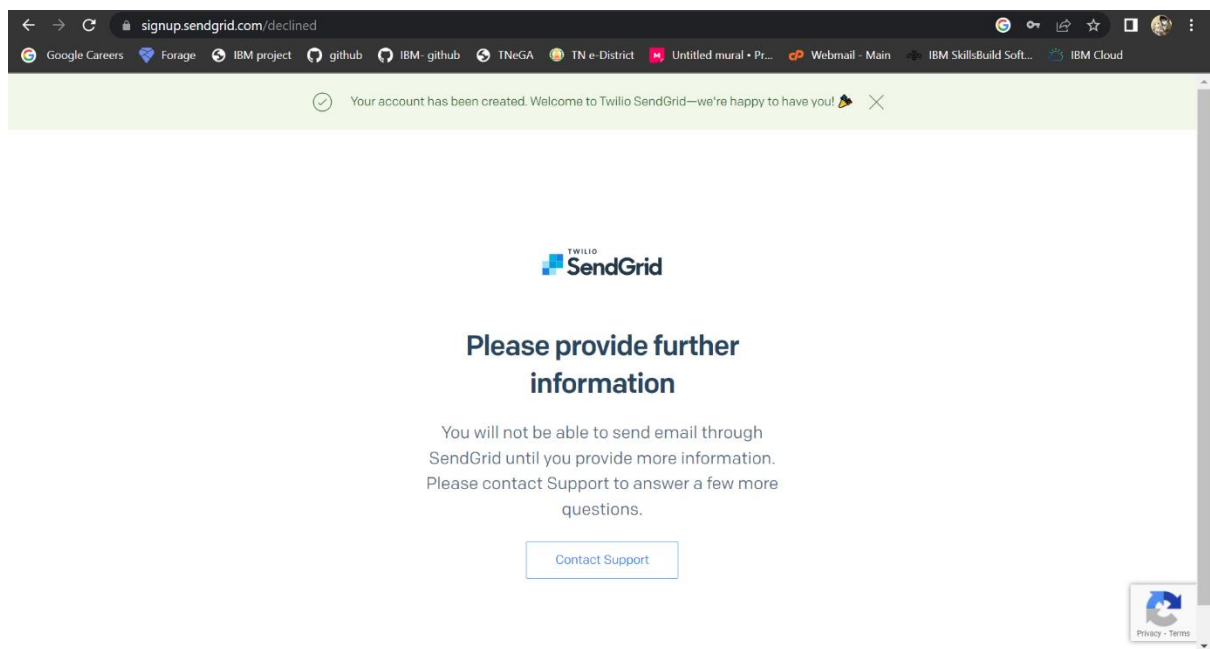 signup.sendgrid.com/declined
Google Careers Forage IBM project github IBM- github TNeGA TN e-District Untitled mural • Pr... Webmail - Main IBM SkillsBuild Soft... IBM Cloud
Your account has been created. Welcome to Twilio SendGrid—we're happy to have you! 🎉
TWILIO
SendGrid
Please provide further
information
You will not be able to send email through
SendGrid until you provide more information.
Please contact Support to answer a few more
questions.
Contact Support
Privacy - Terms